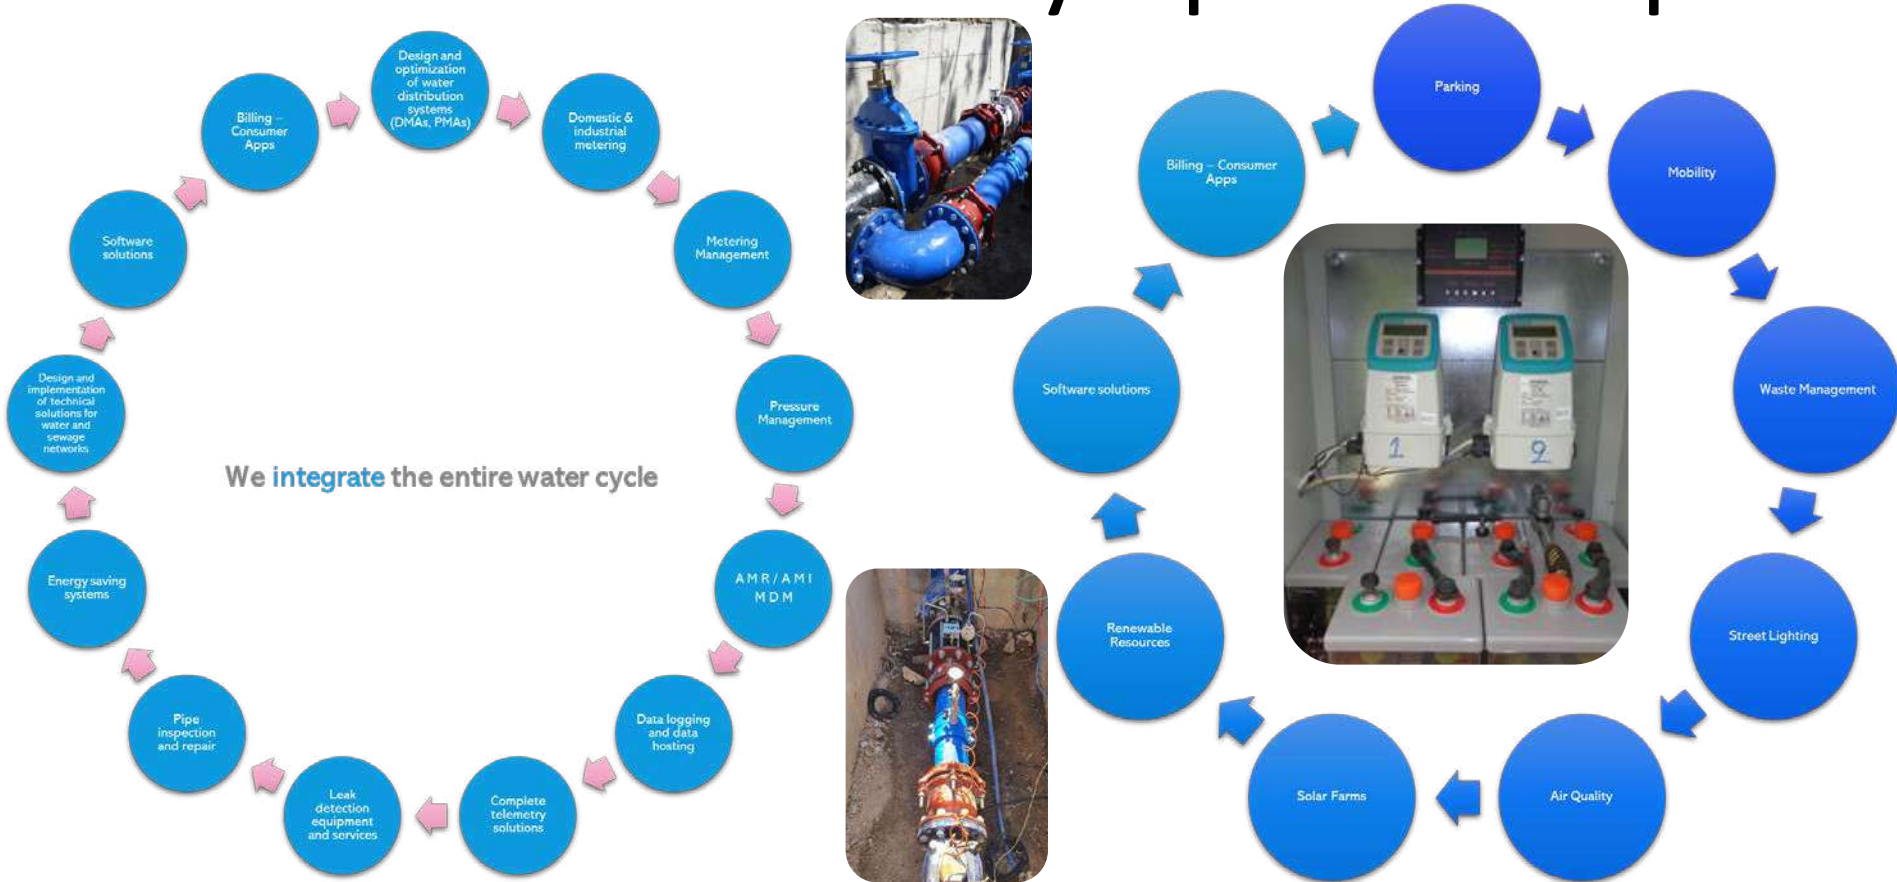 Design and
optimization
of water
distribution
systems
(DMAs, PMAs)
Domestic &
industrial
metering
Metering
Management
Pressure
Management
AMR/AMI
MDM
Data logging
and data
hosting
Complete
telemetry
solutions
Leak
detection
equipment
and services
Pipe
inspection
and repair
Energy saving
systems
Design and
implementation
of technical
solutions for
water and
sewage
networks
Software
solutions
Billing –
Consumer
Apps
We integrate the entire water cycle
Parking
Mobility
Waste Management
Street Lighting
Air Quality
Solar Farms
Renewable
Resources
Software solutions
Billing – Consumer
Apps
1
2